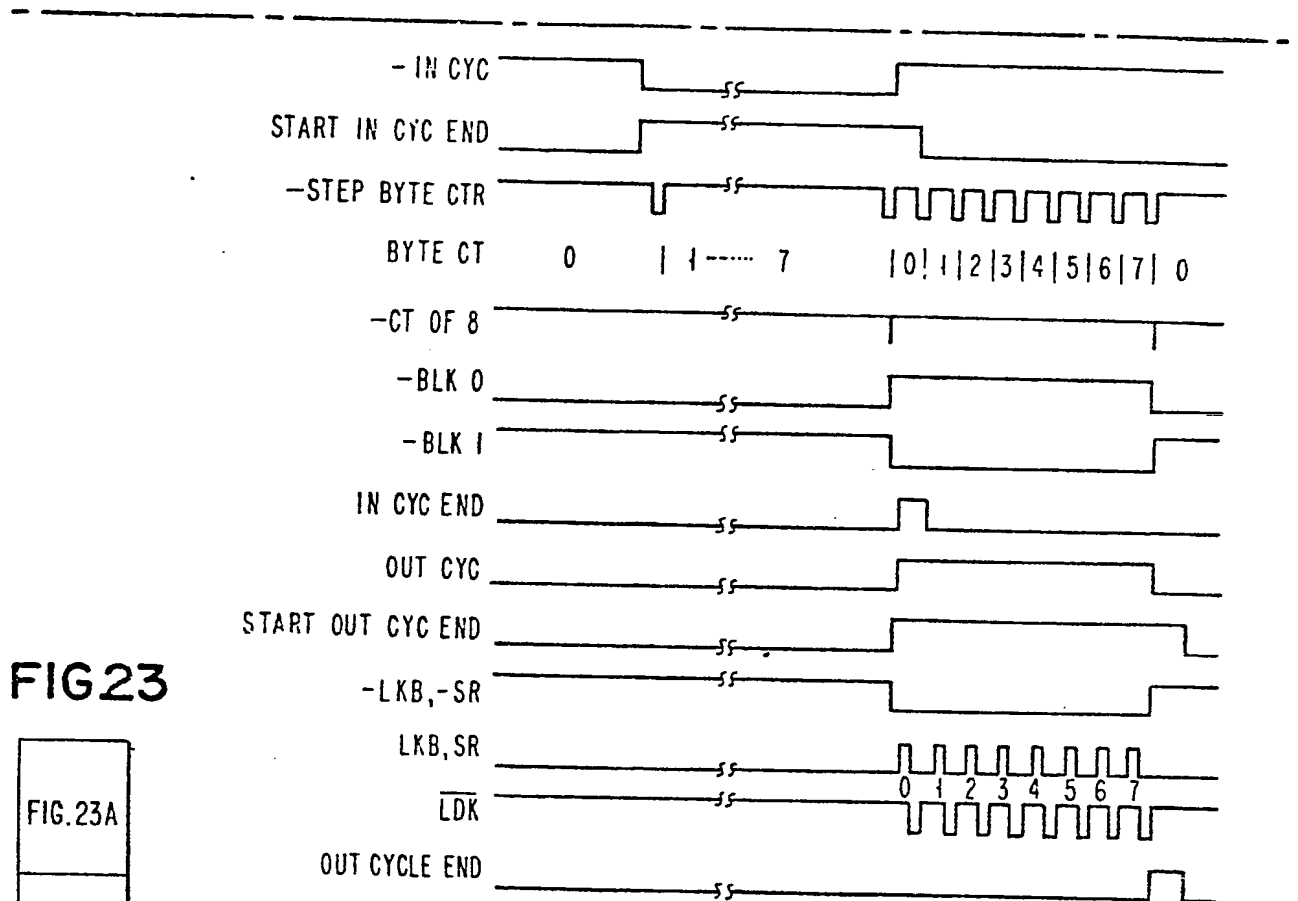 -IN CYC
START IN CYC END
-STEP BYTE CTR
BYTE CT 0 | 1 ------ 7 |0|1|2|3|4|5|6|7| 0
-CT OF 8
-BLK 0
-BLK 1
IN CYC END
OUT CYC
START OUT CYC END
FIG.23
-LKB,-SR
LKB,SR
0 1 2 3 4 5 6 7
LDK
FIG.23A
OUT CYCLE END